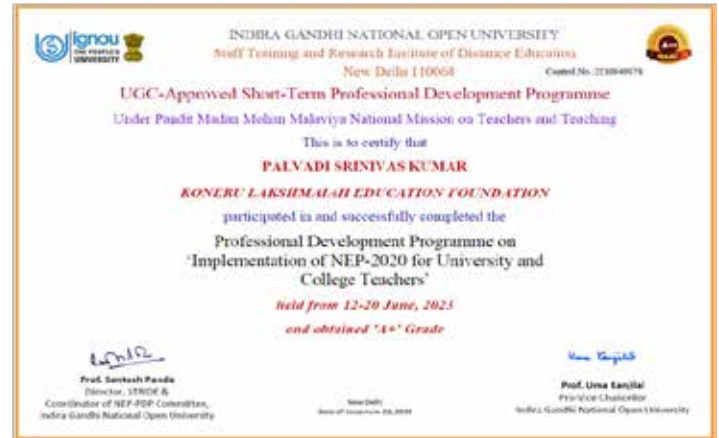 ignou
THE PEOPLE'S
UNIVERSITY
INDIRA GANDHI NATIONAL OPEN UNIVERSITY
Staff Training and Research Institute of Distance Education
New Delhi 110068
Control No.
UGC-Approved Short-Term Professional Development Programme
Under Pandit Madan Mohan Malaviya National Mission on Teachers and Teaching
This is to certify that
PALVADI SRINIVAS KUMAR
KONERU LAKSHMAIAH EDUCATION FOUNDATION
participated in and successfully completed the
Professional Development Programme on
'Implementation of NEP-2020 for University and
College Teachers'
held from 12-20 June, 2023
and obtained 'A+' Grade
Prof. Santosh Panda
Director, STRIDE &
Coordinator of NEP-PDP Committee,
Indira Gandhi National Open University
New Delhi
Prof. Uma Kanjilal
Pro-Vice Chancellor
Indira Gandhi National Open University